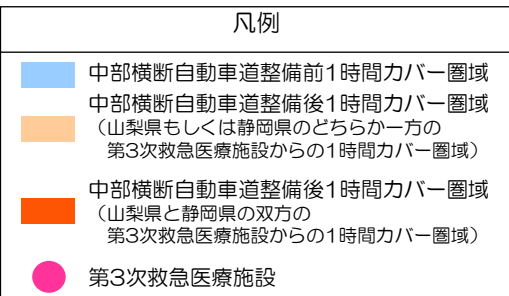 凡例
中部横断自動車道整備前1時間カバー圏域
中部横断自動車道整備後1時間カバー圏域
（山梨県もしくは静岡県のどちらか一方の
第3次救急医療施設からの1時間カバー圏域）
中部横断自動車道整備後1時間カバー圏域
（山梨県と静岡県の双方の
第3次救急医療施設からの1時間カバー圏域）
第3次救急医療施設